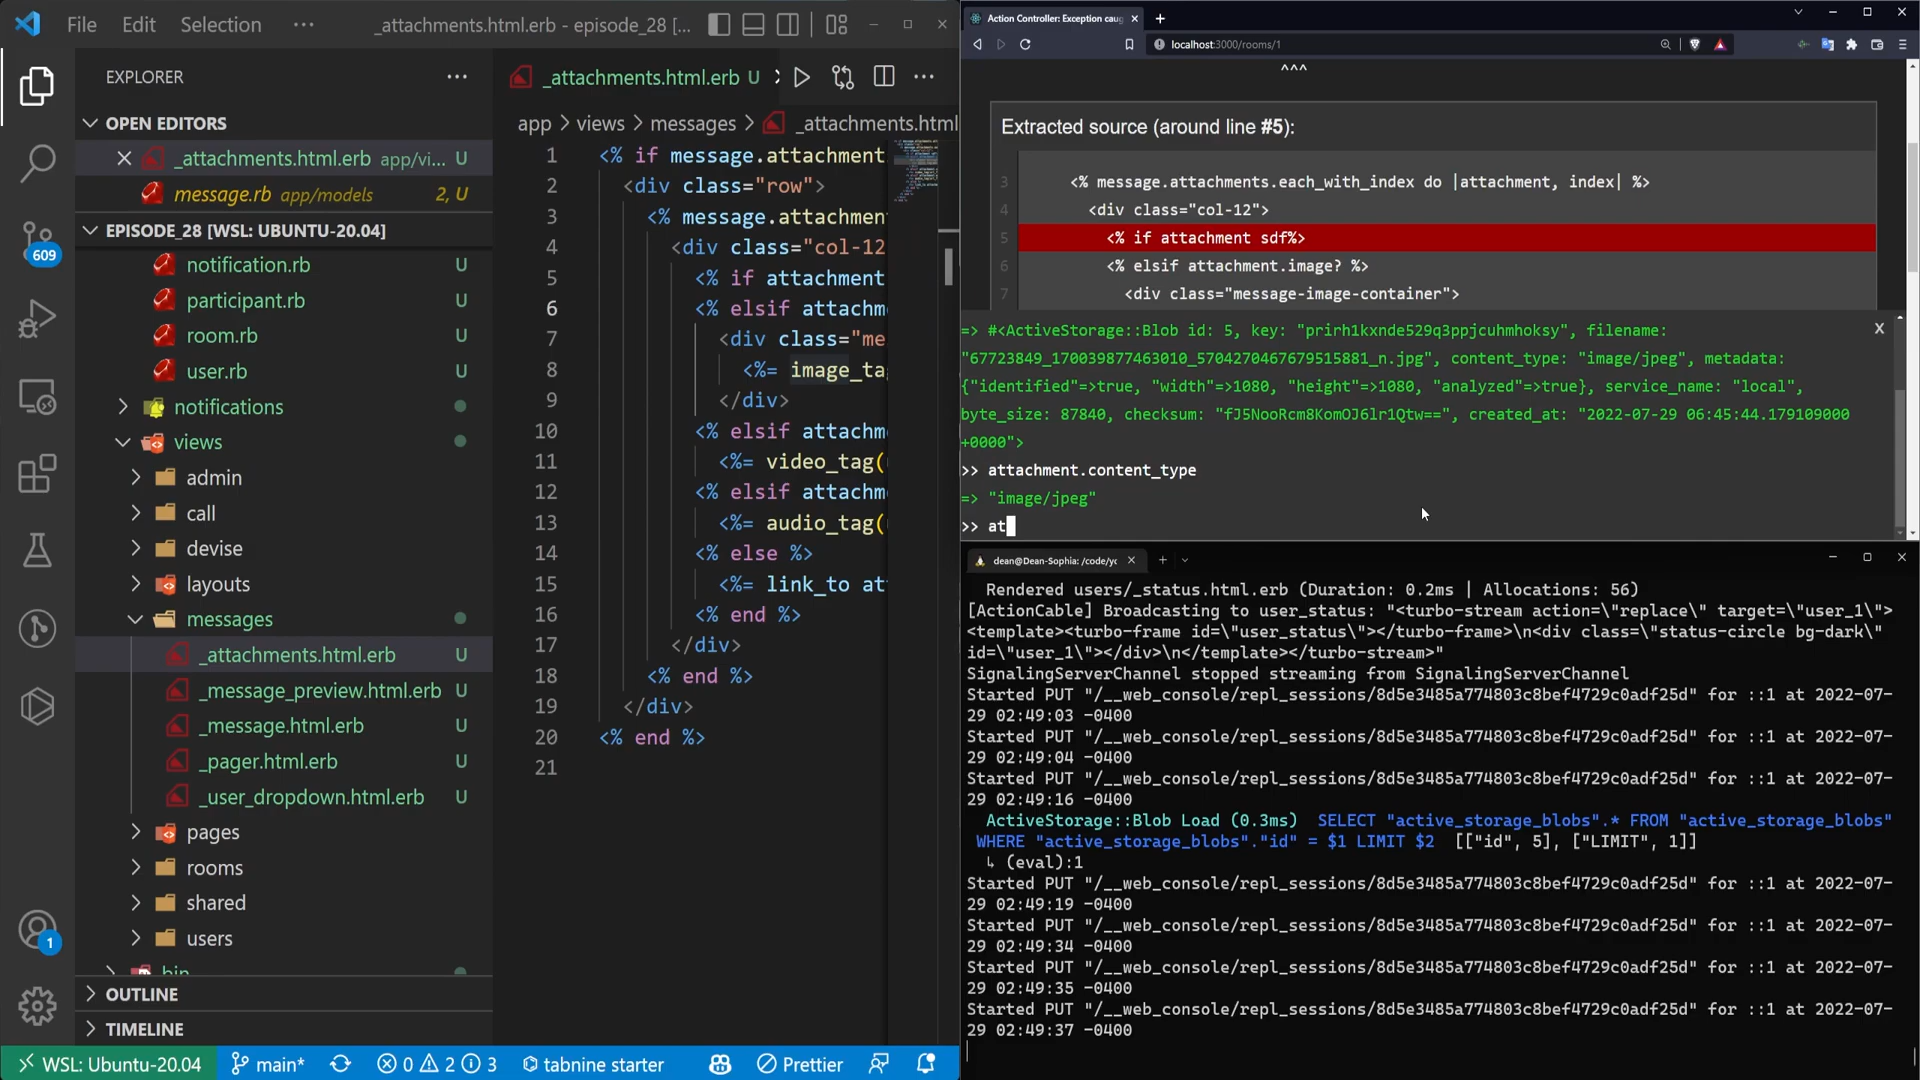 File Edit Selection ··· _attachments.html.erb - episode_28 [...
EXPLORER ···
OPEN EDITORS
_attachments.html.erb app/vi... U
message.rb app/models 2, U
EPISODE_28 [WSL: UBUNTU-20.04]
notification.rb U
participant.rb U
room.rb U
user.rb U
notifications
views
admin
call
devise
layouts
messages
_attachments.html.erb U
_message_preview.html.erb U
_message.html.erb U
_pager.html.erb U
_user_dropdown.html.erb U
pages
rooms
shared
users
bin
OUTLINE
TIMELINE
609
1
_attachments.html.erb U
app > views > messages > _attachments.html
1 <% if message.attachment
2 <div class="row">
3 <% message.attachmen
4 <div class="col-12
5 <% if attachment
6 <% elsif attachm
7 <div class="me
8 <%= image_tag
9 </div>
10 <% elsif attachm
11 <%= video_tag(
12 <% elsif attachm
13 <%= audio_tag(
14 <% else %>
15 <%= link_to at
16 <% end %>
17 </div>
18 <% end %>
19 </div>
20 <% end %>
21
WSL: Ubuntu-20.04 main* 0 2 3 tabnine starter Prettier
Action Controller: Exception caug
localhost:3000/rooms/1
^^^
Extracted source (around line #5):
3 <% message.attachments.each_with_index do |attachment, index| %>
4 <div class="col-12">
5 <% if attachment sdf%>
6 <% elsif attachment.image? %>
7 <div class="message-image-container">
=> #<ActiveStorage::Blob id: 5, key: "prirh1kxnde529q3ppjcuhmhoksy", filename: X
"67723849_170039877463010_5704270467679515881_n.jpg", content_type: "image/jpeg", metadata:
{"identified"=>true, "width"=>1080, "height"=>1080, "analyzed"=>true}, service_name: "local",
byte_size: 87840, checksum: "fJ5NooRcm8KomOJ6lr1Qtw==", created_at: "2022-07-29 06:45:44.179109000
+0000">
>> attachment.content_type
=> "image/jpeg"
>> at
dean@Dean-Sophia: /code/yc
Rendered users/_status.html.erb (Duration: 0.2ms | Allocations: 56)
[ActionCable] Broadcasting to user_status: "<turbo-stream action=\"replace\" target=\"user_1\">
<template><turbo-frame id=\"user_status\"></turbo-frame>\n<div class=\"status-circle bg-dark\"
id=\"user_1\"></div>\n</template></turbo-stream>"
SignalingServerChannel stopped streaming from SignalingServerChannel
Started PUT "/__web_console/repl_sessions/8d5e3485a774803c8bef4729c0adf25d" for ::1 at 2022-07-
29 02:49:03 -0400
Started PUT "/__web_console/repl_sessions/8d5e3485a774803c8bef4729c0adf25d" for ::1 at 2022-07-
29 02:49:04 -0400
Started PUT "/__web_console/repl_sessions/8d5e3485a774803c8bef4729c0adf25d" for ::1 at 2022-07-
29 02:49:16 -0400
ActiveStorage::Blob Load (0.3ms) SELECT "active_storage_blobs".* FROM "active_storage_blobs"
WHERE "active_storage_blobs"."id" = $1 LIMIT $2 [["id", 5], ["LIMIT", 1]]
↳ (eval):1
Started PUT "/__web_console/repl_sessions/8d5e3485a774803c8bef4729c0adf25d" for ::1 at 2022-07-
29 02:49:19 -0400
Started PUT "/__web_console/repl_sessions/8d5e3485a774803c8bef4729c0adf25d" for ::1 at 2022-07-
29 02:49:34 -0400
Started PUT "/__web_console/repl_sessions/8d5e3485a774803c8bef4729c0adf25d" for ::1 at 2022-07-
29 02:49:35 -0400
Started PUT "/__web_console/repl_sessions/8d5e3485a774803c8bef4729c0adf25d" for ::1 at 2022-07-
29 02:49:37 -0400